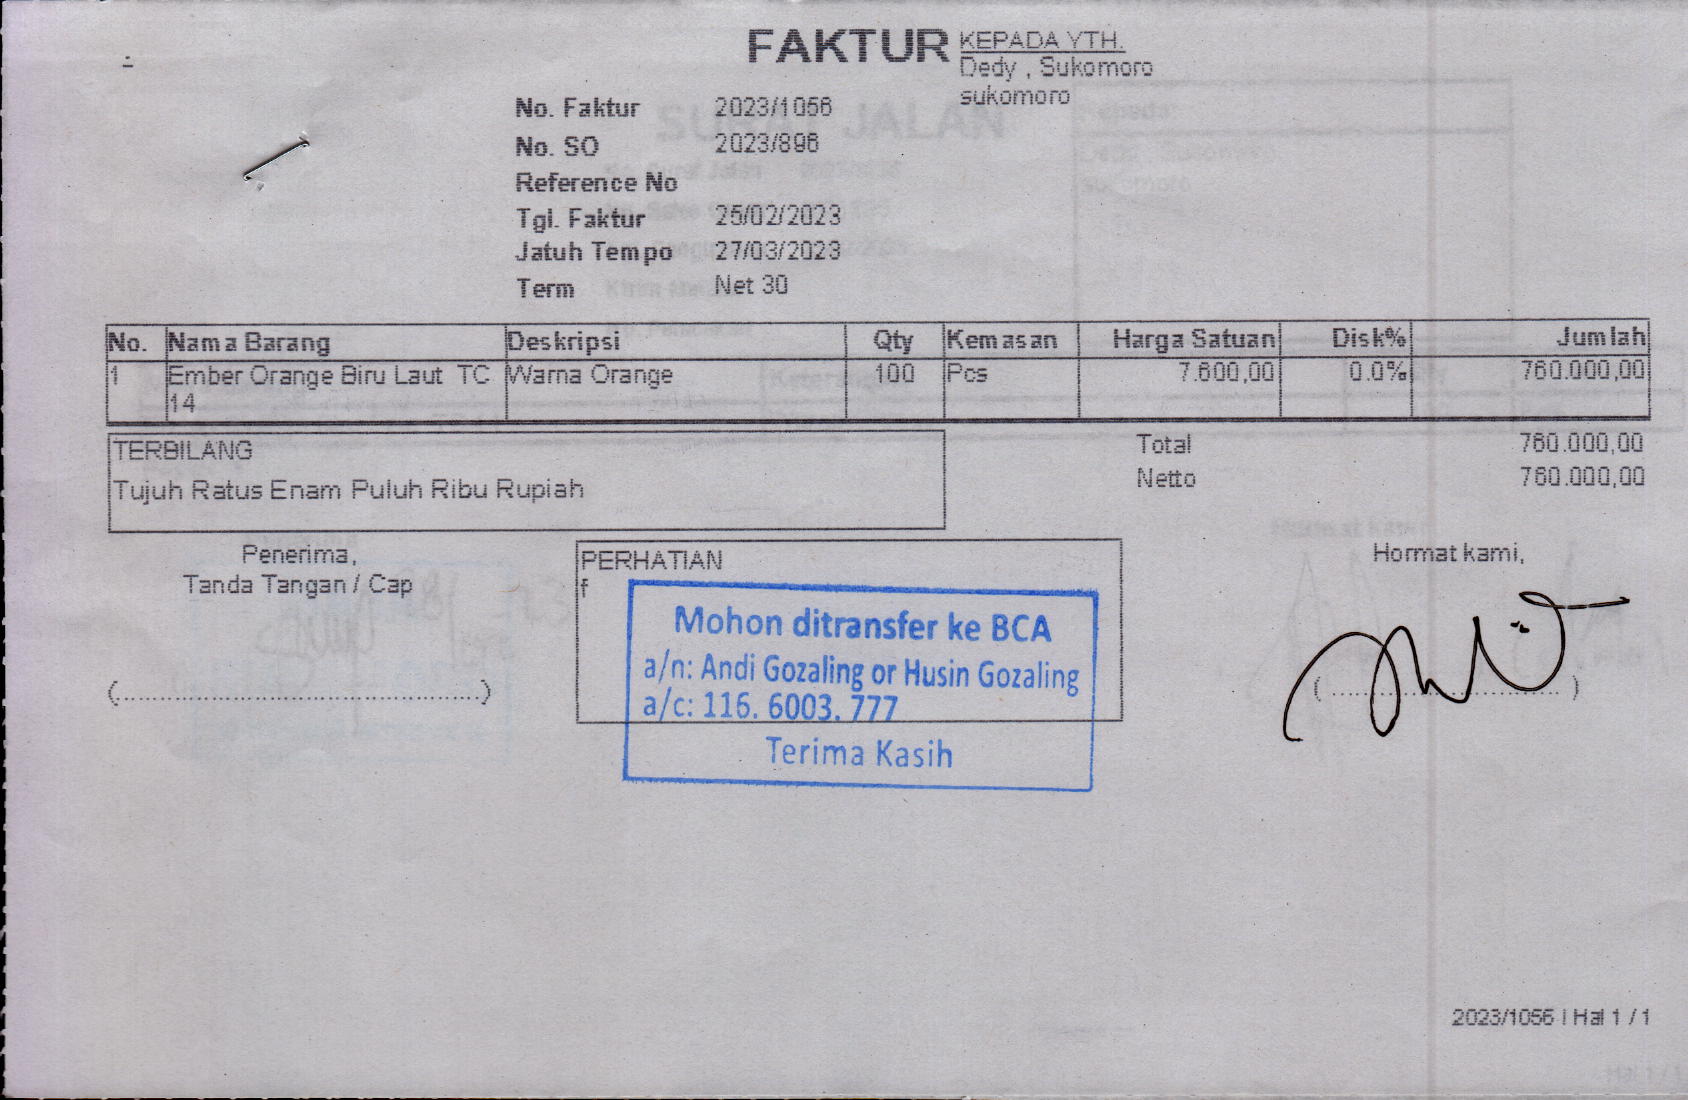 FAKTUR
KEPADA YTH.
Dedy , Sukomoro
sukomoro
No. Faktur 2023/1056
No. SO 2023/896
Reference No
Tgl. Faktur 25/02/2023
Jatuh Tempo 27/03/2023
Term Net 30
No. Nama Barang Deskripsi Qty Kemasan Harga Satuan Disk% Jumlah
1 Ember Orange Biru Laut TC Warna Orange 100 Pcs 7.600,00 0.0% 760.000,00
14
TERBILANG
Tujuh Ratus Enam Puluh Ribu Rupiah
Total 760.000,00
Netto 760.000,00
Penerima,
Tanda Tangan / Cap
(........................................................)
PERHATIAN
f
Mohon ditransfer ke BCA
a/n: Andi Gozaling or Husin Gozaling
a/c: 116. 6003. 777
Terima Kasih
Hormat kami,
(....................................)
2023/1056 | Hal 1 / 1
SURAT JALAN